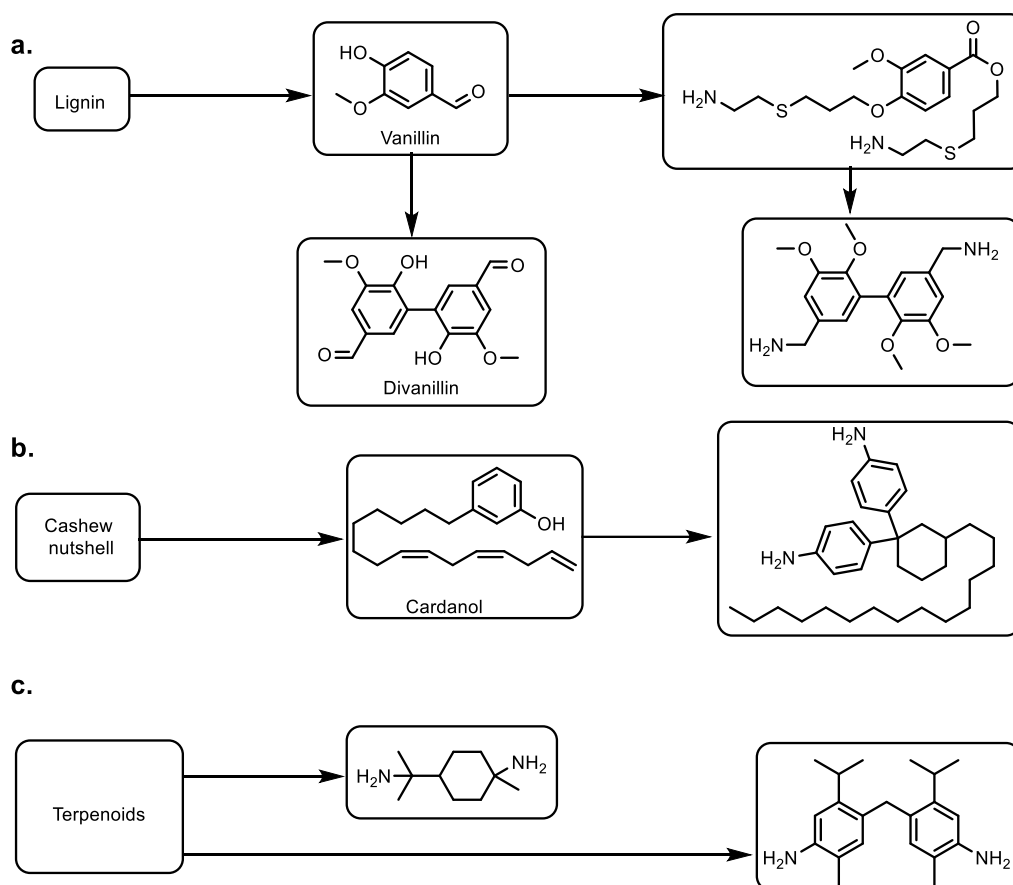 a.
Lignin
HO
O
O
Vanillin
O
O
O
H₂N
S
O
H₂N
S
O
OH
O
O
HO
O
Divanillin
O
O
NH₂
H₂N
O
O
b.
Cashew
nutshell
OH
Cardanol
H₂N
H₂N
c.
Terpenoids
H₂N
NH₂
H₂N
NH₂